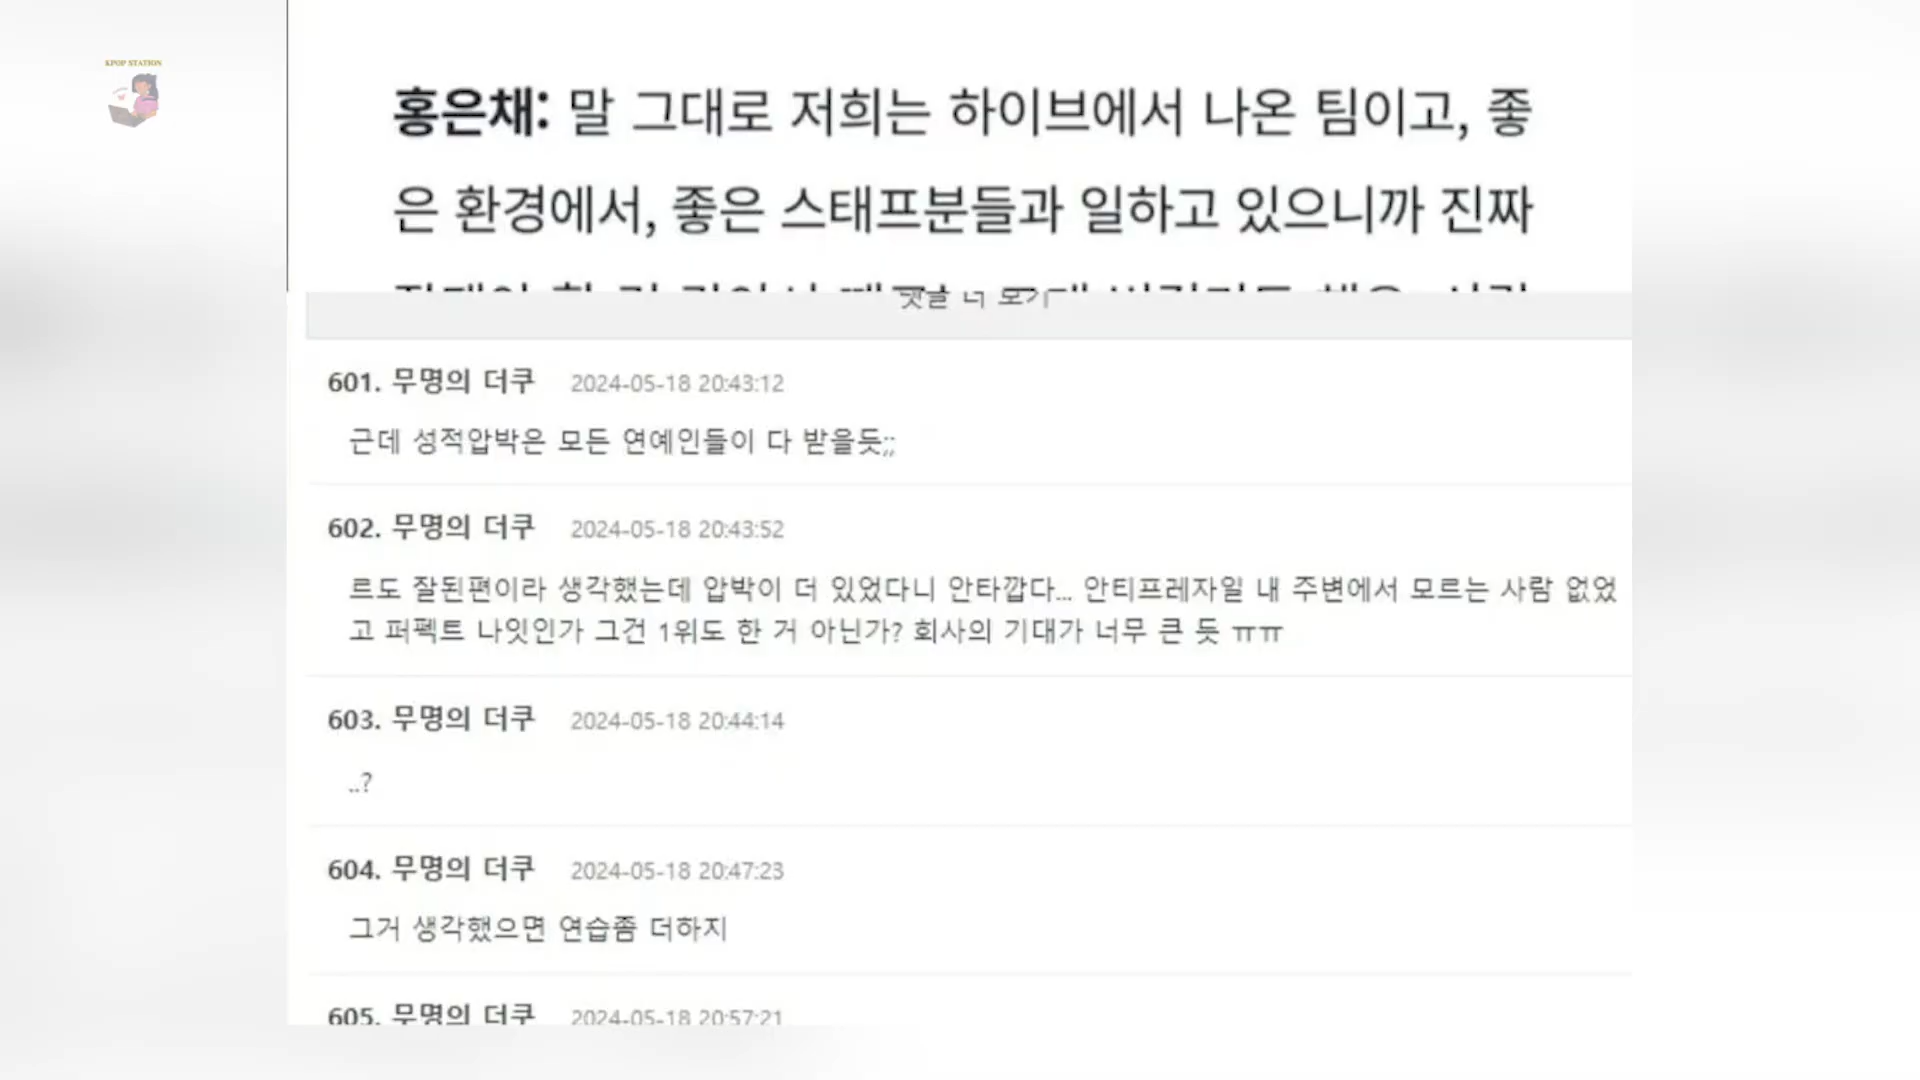 KPOP STATION
홍은채: 말 그대로 저희는 하이브에서 나온 팀이고, 좋
은 환경에서, 좋은 스태프분들과 일하고 있으니까 진짜
댓글 더 보기
601. 무명의 더쿠 2024-05-18 20:43:12
근데 성적압박은 모든 연예인들이 다 받을듯;;
602. 무명의 더쿠 2024-05-18 20:43:52
르도 잘된편이라 생각했는데 압박이 더 있었다니 안타깝다... 안티프레자일 내 주변에서 모르는 사람 없었
고 퍼펙트 나잇인가 그건 1위도 한 거 아닌가? 회사의 기대가 너무 큰 듯 ㅠㅠ
603. 무명의 더쿠 2024-05-18 20:44:14
..?
604. 무명의 더쿠 2024-05-18 20:47:23
그거 생각했으면 연습좀 더하지
605. 무명의 더쿠 2024-05-18 20:57:21